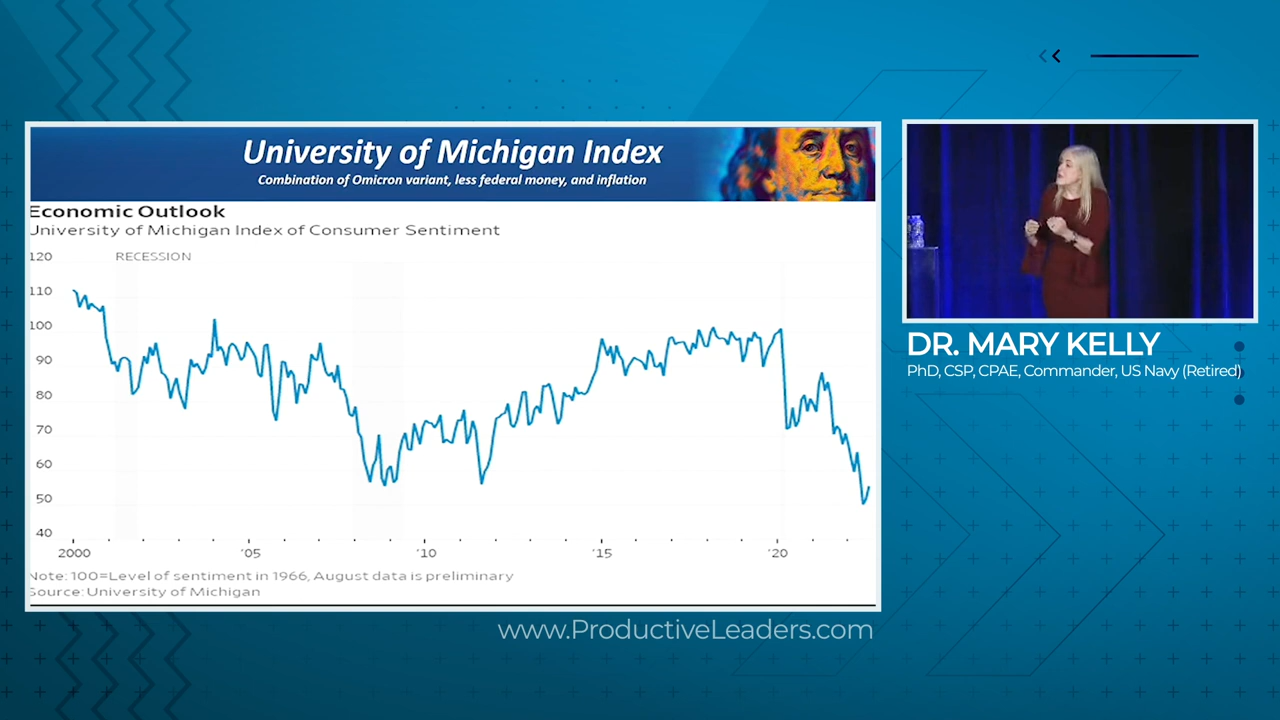 University of Michigan Index
Combination of Omicron variant, less federal money, and inflation
Economic Outlook
University of Michigan Index of Consumer Sentiment
120
RECESSION
110
100
90
80
70
60
50
40
2000
'05
'10
'15
'20
Note: 100=Level of sentiment in 1966, August data is preliminary
Source: University of Michigan
DR. MARY KELLY
PhD, CSP, CPAE, Commander, US Navy (Retired)
www.ProductiveLeaders.com